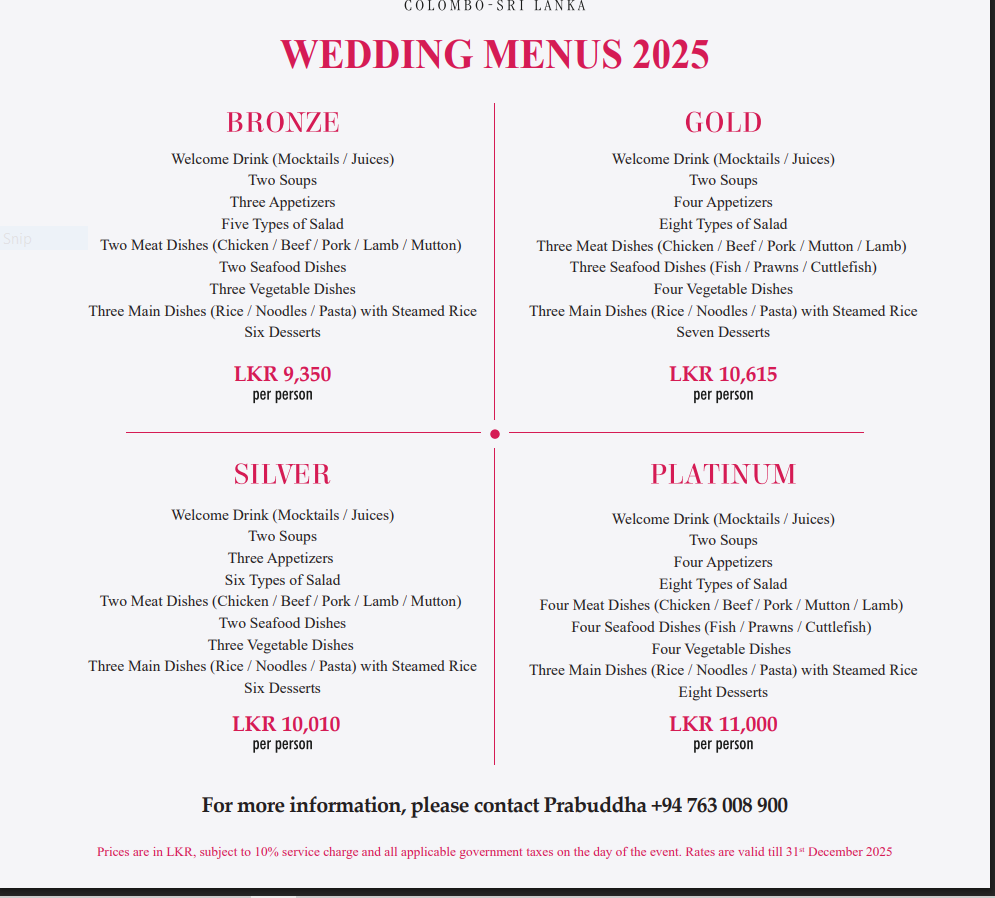 COLOMBO-SRI LANKA
WEDDING MENUS 2025
BRONZE
Welcome Drink (Mocktails / Juices)
Two Soups
Three Appetizers
Five Types of Salad
Two Meat Dishes (Chicken / Beef / Pork / Lamb / Mutton)
Two Seafood Dishes
Three Vegetable Dishes
Three Main Dishes (Rice / Noodles / Pasta) with Steamed Rice
Six Desserts
LKR 9,350
per person
GOLD
Welcome Drink (Mocktails / Juices)
Two Soups
Four Appetizers
Eight Types of Salad
Three Meat Dishes (Chicken / Beef / Pork / Mutton / Lamb)
Three Seafood Dishes (Fish / Prawns / Cuttlefish)
Four Vegetable Dishes
Three Main Dishes (Rice / Noodles / Pasta) with Steamed Rice
Seven Desserts
LKR 10,615
per person
Snip
SILVER
Welcome Drink (Mocktails / Juices)
Two Soups
Three Appetizers
Six Types of Salad
Two Meat Dishes (Chicken / Beef / Pork / Lamb / Mutton)
Two Seafood Dishes
Three Vegetable Dishes
Three Main Dishes (Rice / Noodles / Pasta) with Steamed Rice
Six Desserts
LKR 10,010
per person
PLATINUM
Welcome Drink (Mocktails / Juices)
Two Soups
Four Appetizers
Eight Types of Salad
Four Meat Dishes (Chicken / Beef / Pork / Mutton / Lamb)
Four Seafood Dishes (Fish / Prawns / Cuttlefish)
Four Vegetable Dishes
Three Main Dishes (Rice / Noodles / Pasta) with Steamed Rice
Eight Desserts
LKR 11,000
per person
For more information, please contact Prabuddha +94 763 008 900
Prices are in LKR, subject to 10% service charge and all applicable government taxes on the day of the event. Rates are valid till 31st December 2025